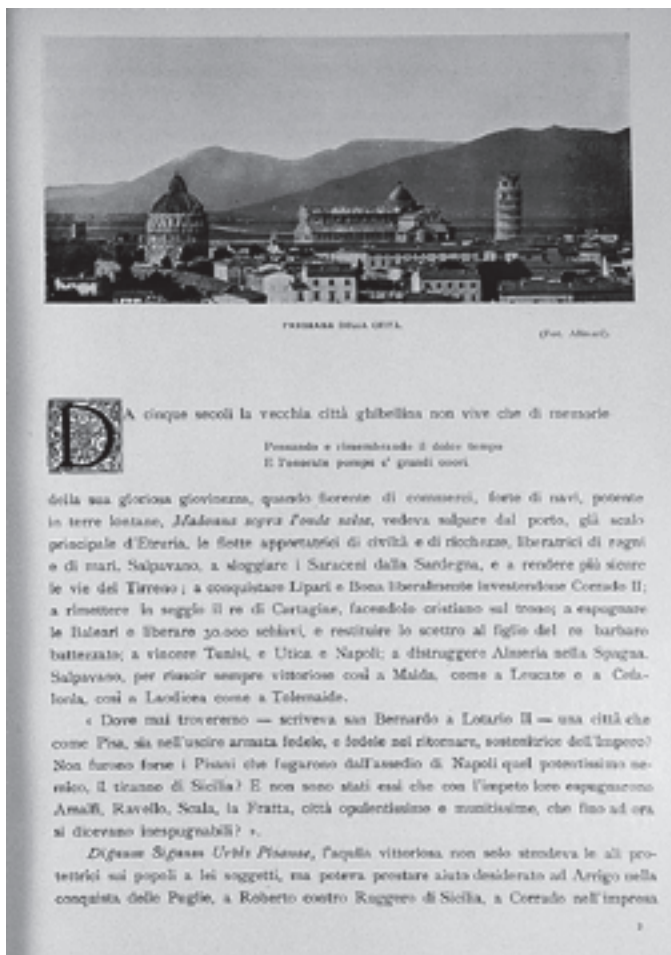 PANORAMA DELLA CITTÀ.
(Fot. Alinari).
DA cinque secoli la vecchia città ghibellina non vive che di memorie
Pensando e rimembrando il dolce tempo
E l'onorate pompe e' grandi onori
della sua gloriosa giovinezza, quando fiorente di commerci, forte di navi, potente
in terre lontane, Madonna sopra l'onde salse, vedeva salpare dal porto, già scalo
principale d'Etruria, le flotte apportatrici di civiltà e di ricchezze, liberatrici di regni
e di mari. Salpavano, a sloggiare i Saraceni dalla Sardegna, e a rendere più sicure
le vie del Tirreno; a conquistare Lipari e Bona liberalmente investendone Corrado II;
a rimettere in seggio il re di Cartagine, facendolo cristiano sul trono; a espugnare
le Baleari e liberare 30.000 schiavi, e restituire lo scettro al figlio del re barbaro
battezzato; a vincere Tunisi, e Utica e Napoli; a distruggere Almeria nella Spagna.
Salpavano, per riuscir sempre vittoriose così a Maida, come a Leucate e a Cefa-
lonia, così a Laodicea come a Tolemaide.
« Dove mai troveremo — scriveva san Bernardo a Lotario II — una città che
come Pisa, sia nell'uscire armata fedele, e fedele nel ritornare, sostenitrice dell'Impero?
Non furono forse i Pisani che fugarono dall'assedio di Napoli quel potentissimo ne-
mico, il tiranno di Sicilia? E non sono stati essi che con l'impeto loro espugnarono
Amalfi, Ravello, Scala, la Fratta, città opulentissime e munitissime, che fino ad ora
si dicevano inespugnabili? ».
Signum Urbis Pisanae, l'aquila vittoriosa non solo stendeva le ali pro-
tettrici sui popoli a lei soggetti, ma poteva prestare aiuto desiderato ad Arrigo nella
conquista delle Puglie, a Roberto contro Ruggero di Sicilia, a Corrado nell'impresa